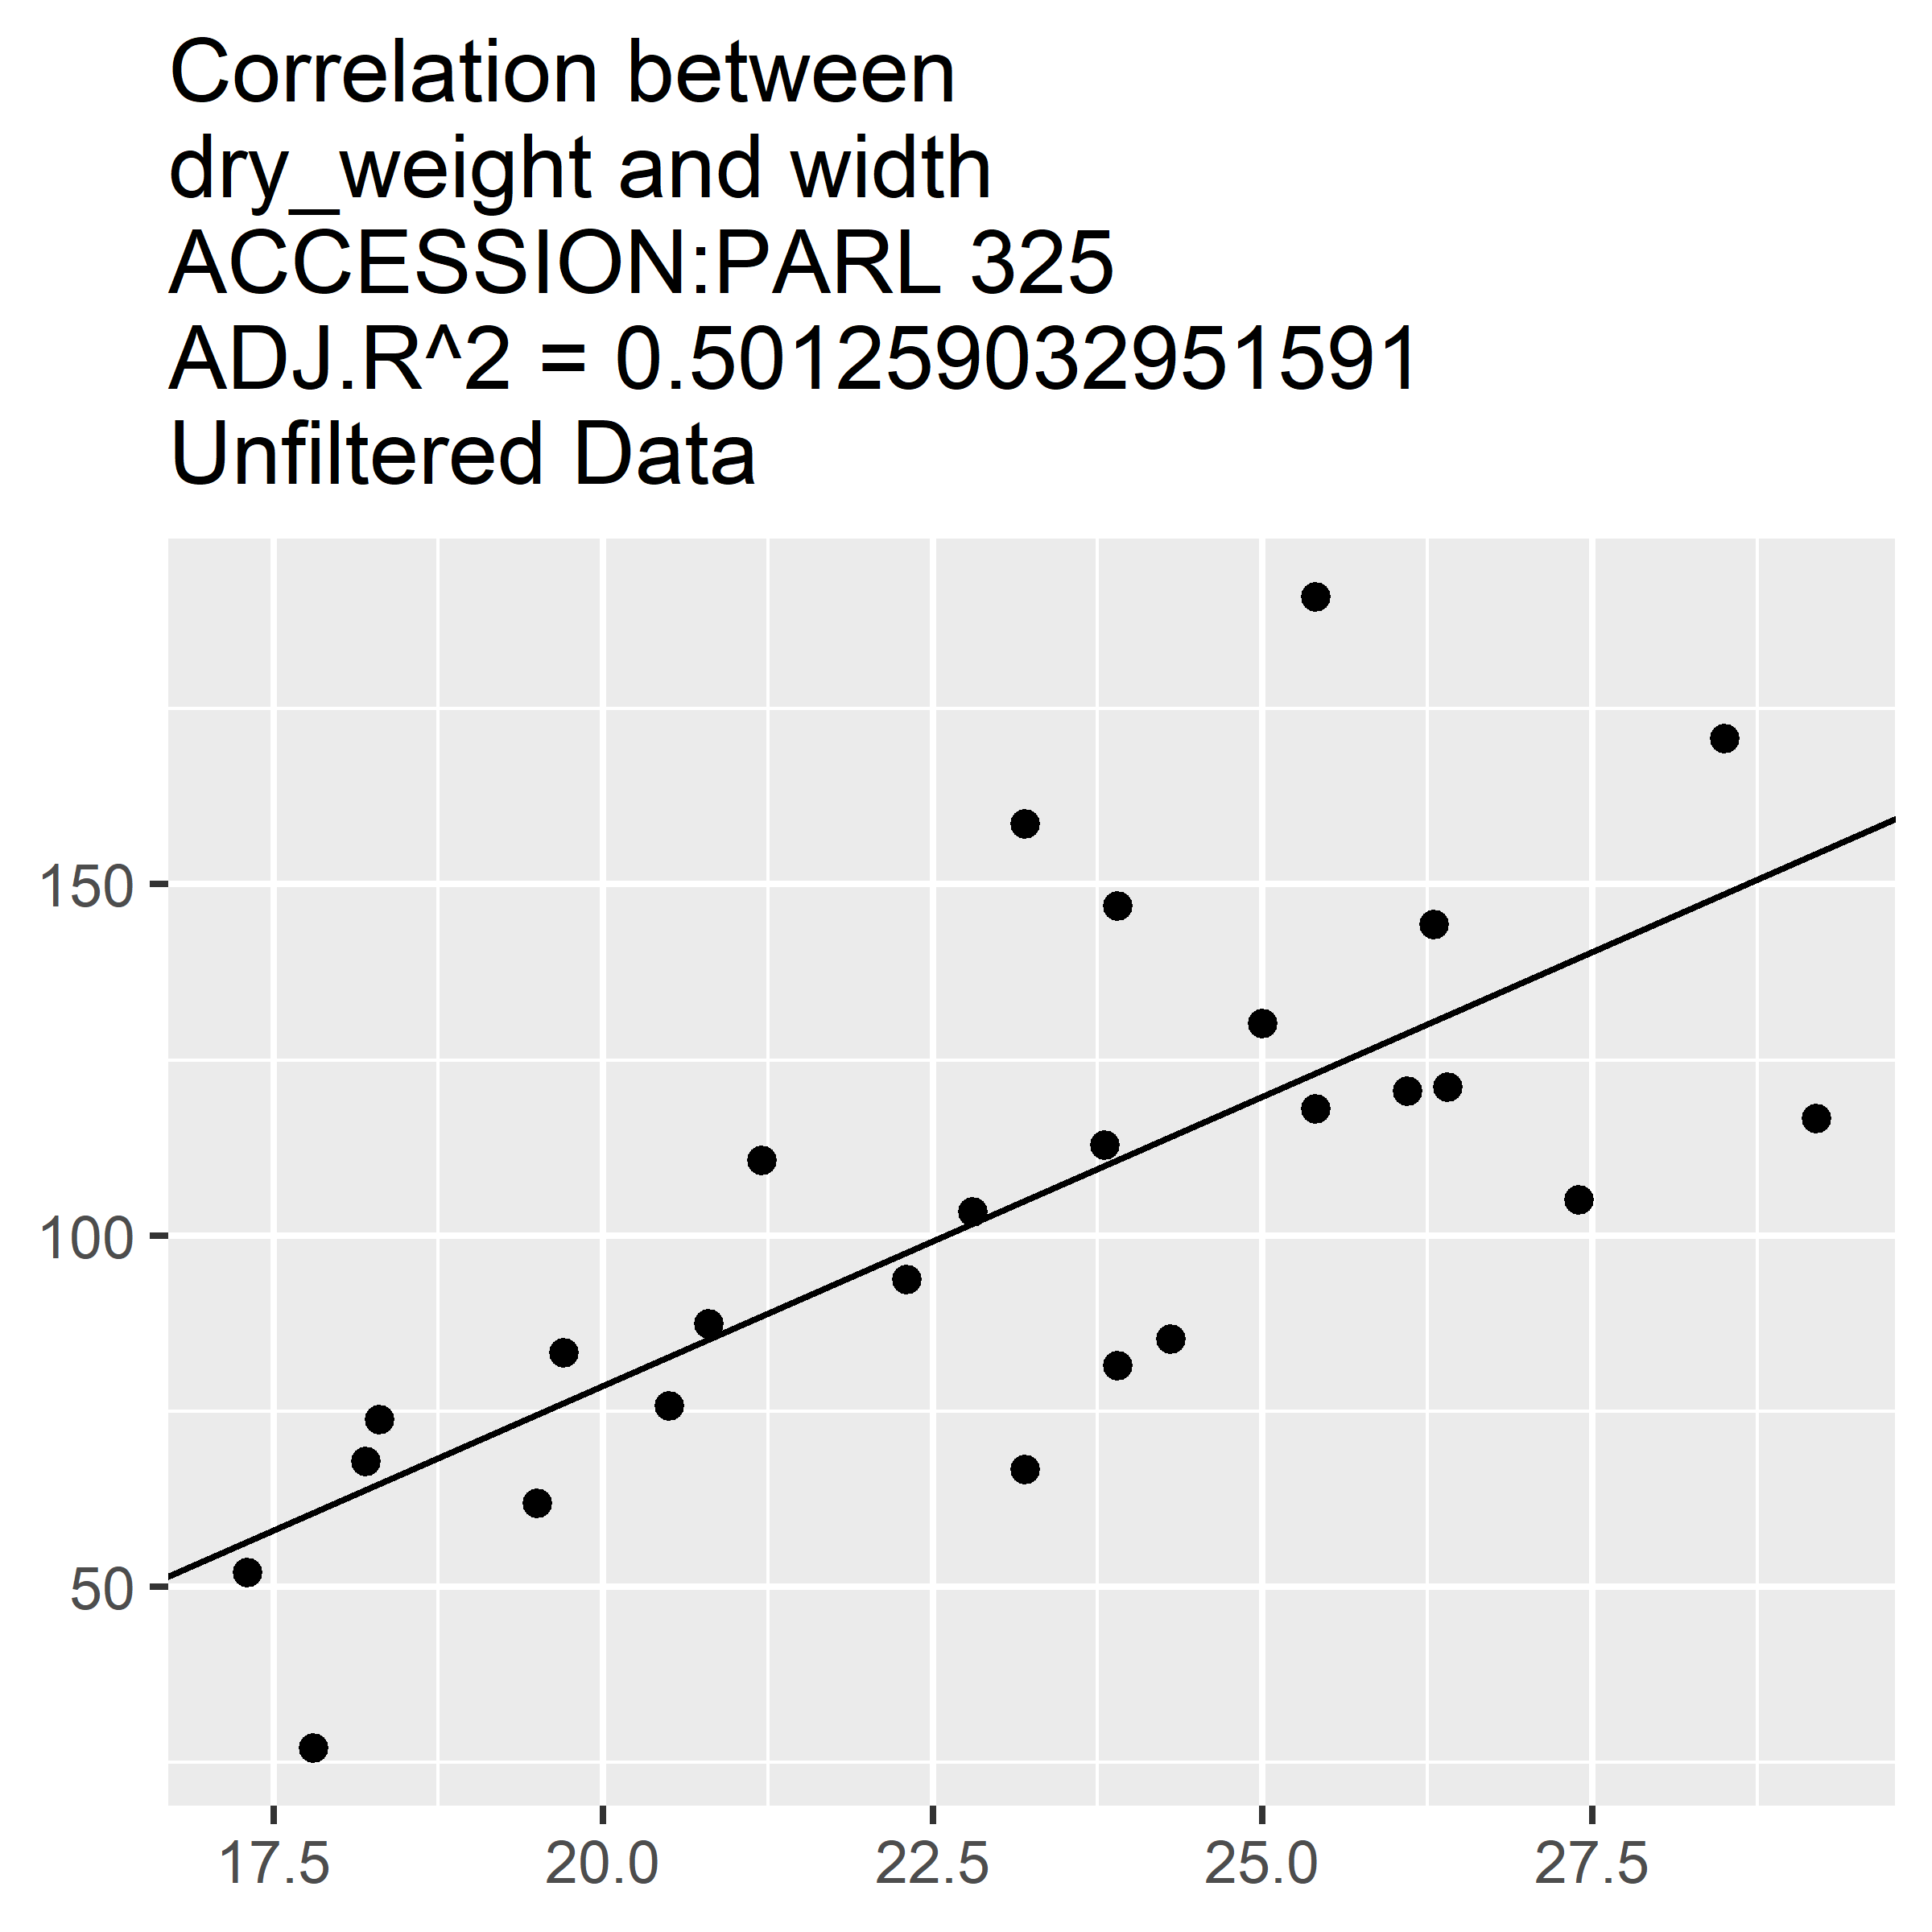 Correlation between
dry_weight and width
ACCESSION:PARL 325
ADJ.R^2 = 0.501259032951591
Unfiltered Data
150
100
50
17.5 20.0 22.5 25.0 27.5